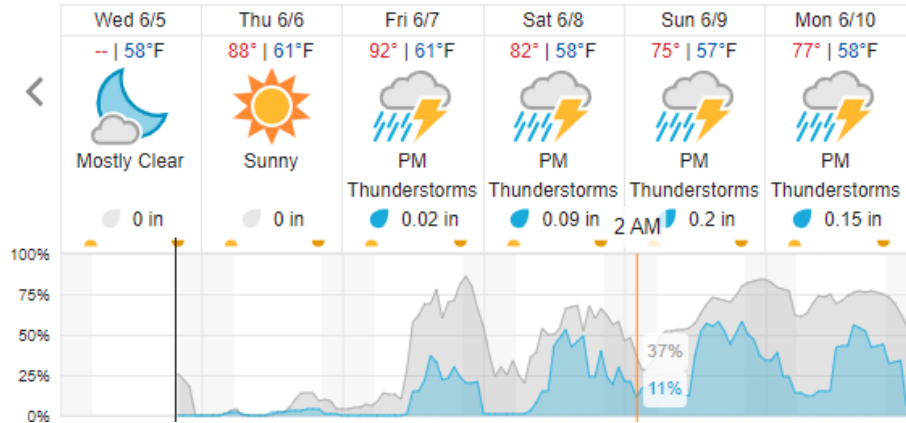 Wed 6/5 Thu 6/6 Fri 6/7 Sat 6/8 Sun 6/9 Mon 6/10
-- | 58°F 88° | 61°F 92° | 61°F 82° | 58°F 75° | 57°F 77° | 58°F
Mostly Clear Sunny PM PM PM PM
Thunderstorms Thunderstorms Thunderstorms Thunderstorms
0 in 0 in 0.02 in 0.09 in 0.2 in 0.15 in
2 AM
100%
75%
50%
37%
25%
11%
0%